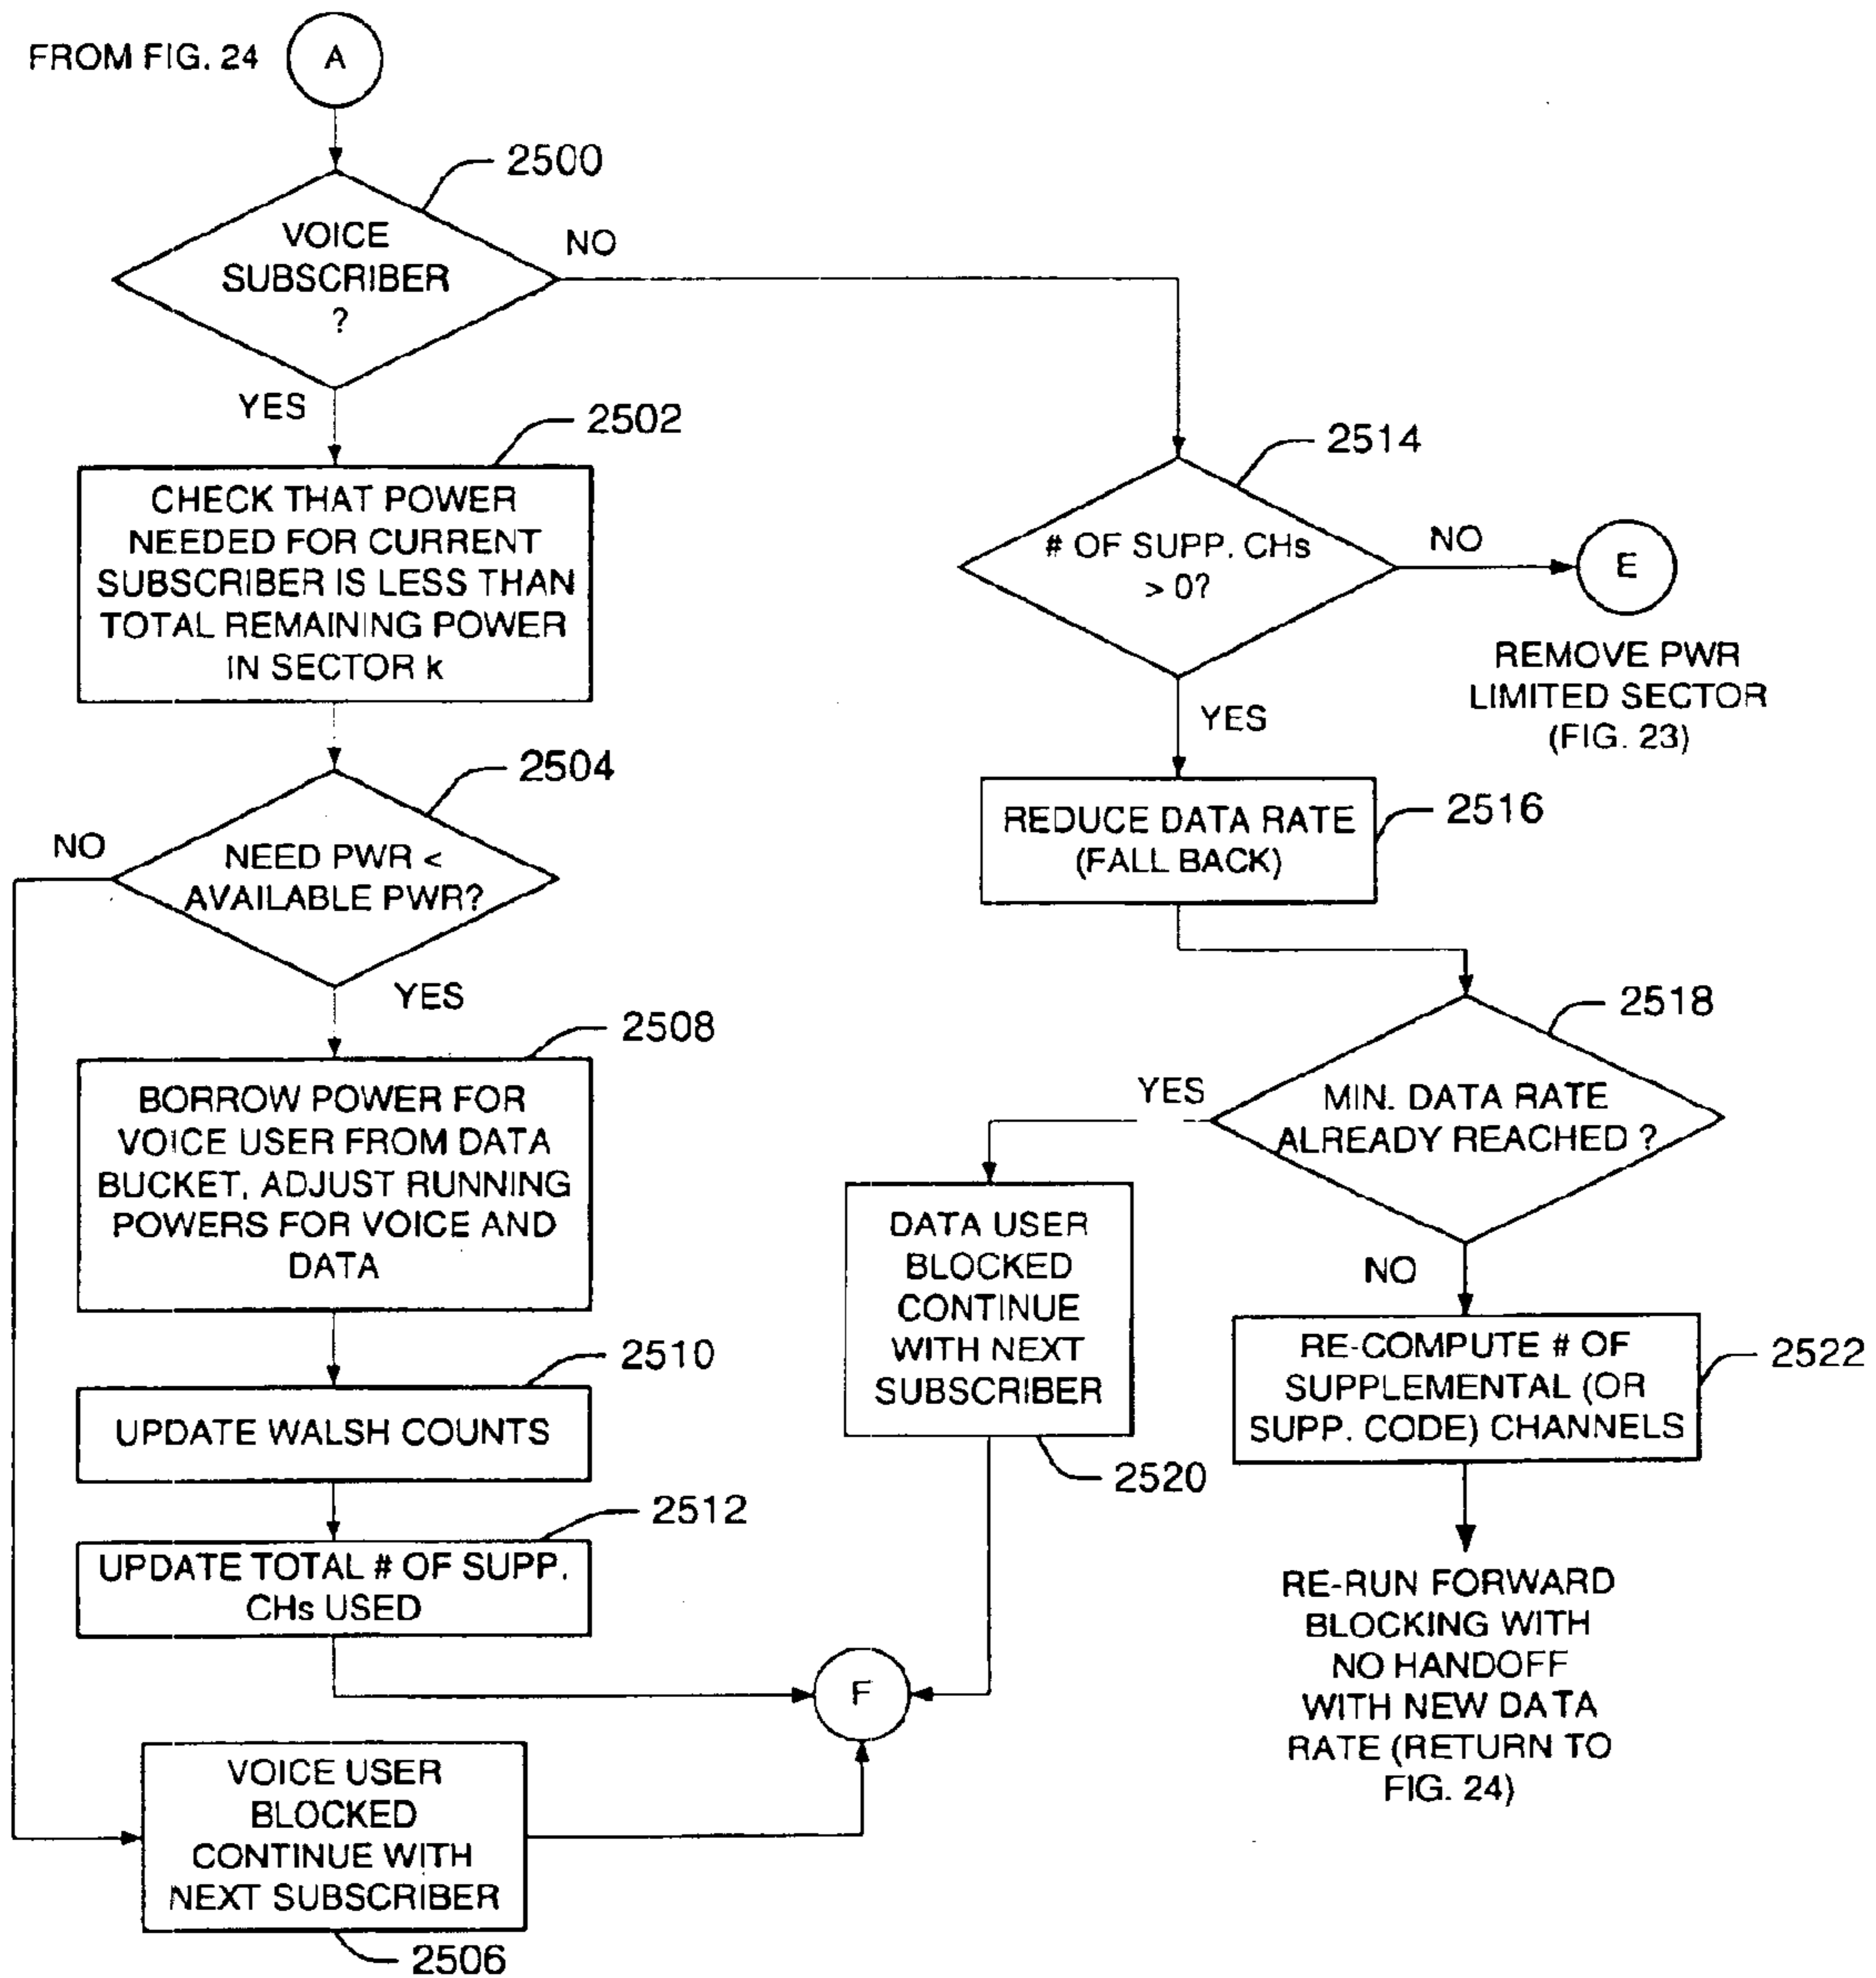 FROM FIG. 24
A
2500
VOICE
SUBSCRIBER
?
NO
YES
2502
CHECK THAT POWER
NEEDED FOR CURRENT
SUBSCRIBER IS LESS THAN
TOTAL REMAINING POWER
IN SECTOR k
2504
NO
NEED PWR <
AVAILABLE PWR?
YES
2508
BORROW POWER FOR
VOICE USER FROM DATA
BUCKET, ADJUST RUNNING
POWERS FOR VOICE AND
DATA
2510
UPDATE WALSH COUNTS
2512
UPDATE TOTAL # OF SUPP.
CHs USED
VOICE USER
BLOCKED
CONTINUE WITH
NEXT SUBSCRIBER
2506
F
2514
# OF SUPP. CHs
> 0?
NO
E
REMOVE PWR
LIMITED SECTOR
(FIG. 23)
YES
REDUCE DATA RATE
(FALL BACK)
2516
2518
MIN. DATA RATE
ALREADY REACHED ?
YES
DATA USER
BLOCKED
CONTINUE
WITH NEXT
SUBSCRIBER
2520
NO
RE-COMPUTE # OF
SUPPLEMENTAL (OR
SUPP. CODE) CHANNELS
2522
RE-RUN FORWARD
BLOCKING WITH
NO HANDOFF
WITH NEW DATA
RATE (RETURN TO
FIG. 24)